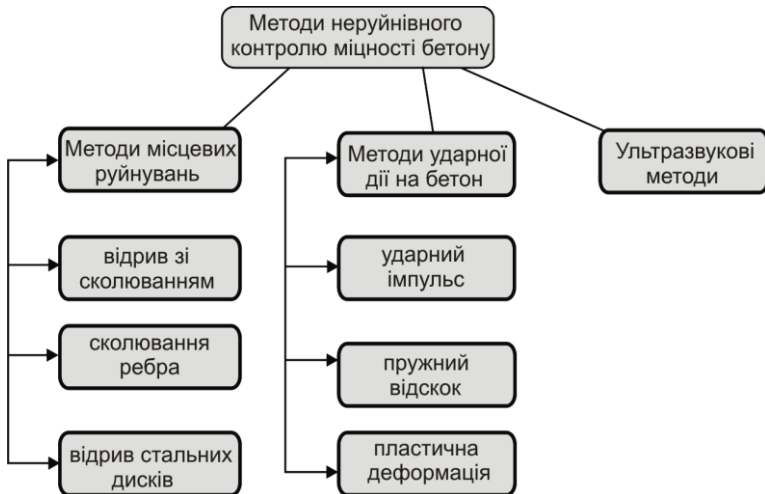 Методи неруйнівного
контролю міцності бетону
Методи місцевих
руйнувань
відрив зі
сколюванням
сколювання
ребра
відрив стальних
дисків
Методи ударної
дії на бетон
ударний
імпульс
пружний
відскок
пластична
деформація
Ультразвукові
методи